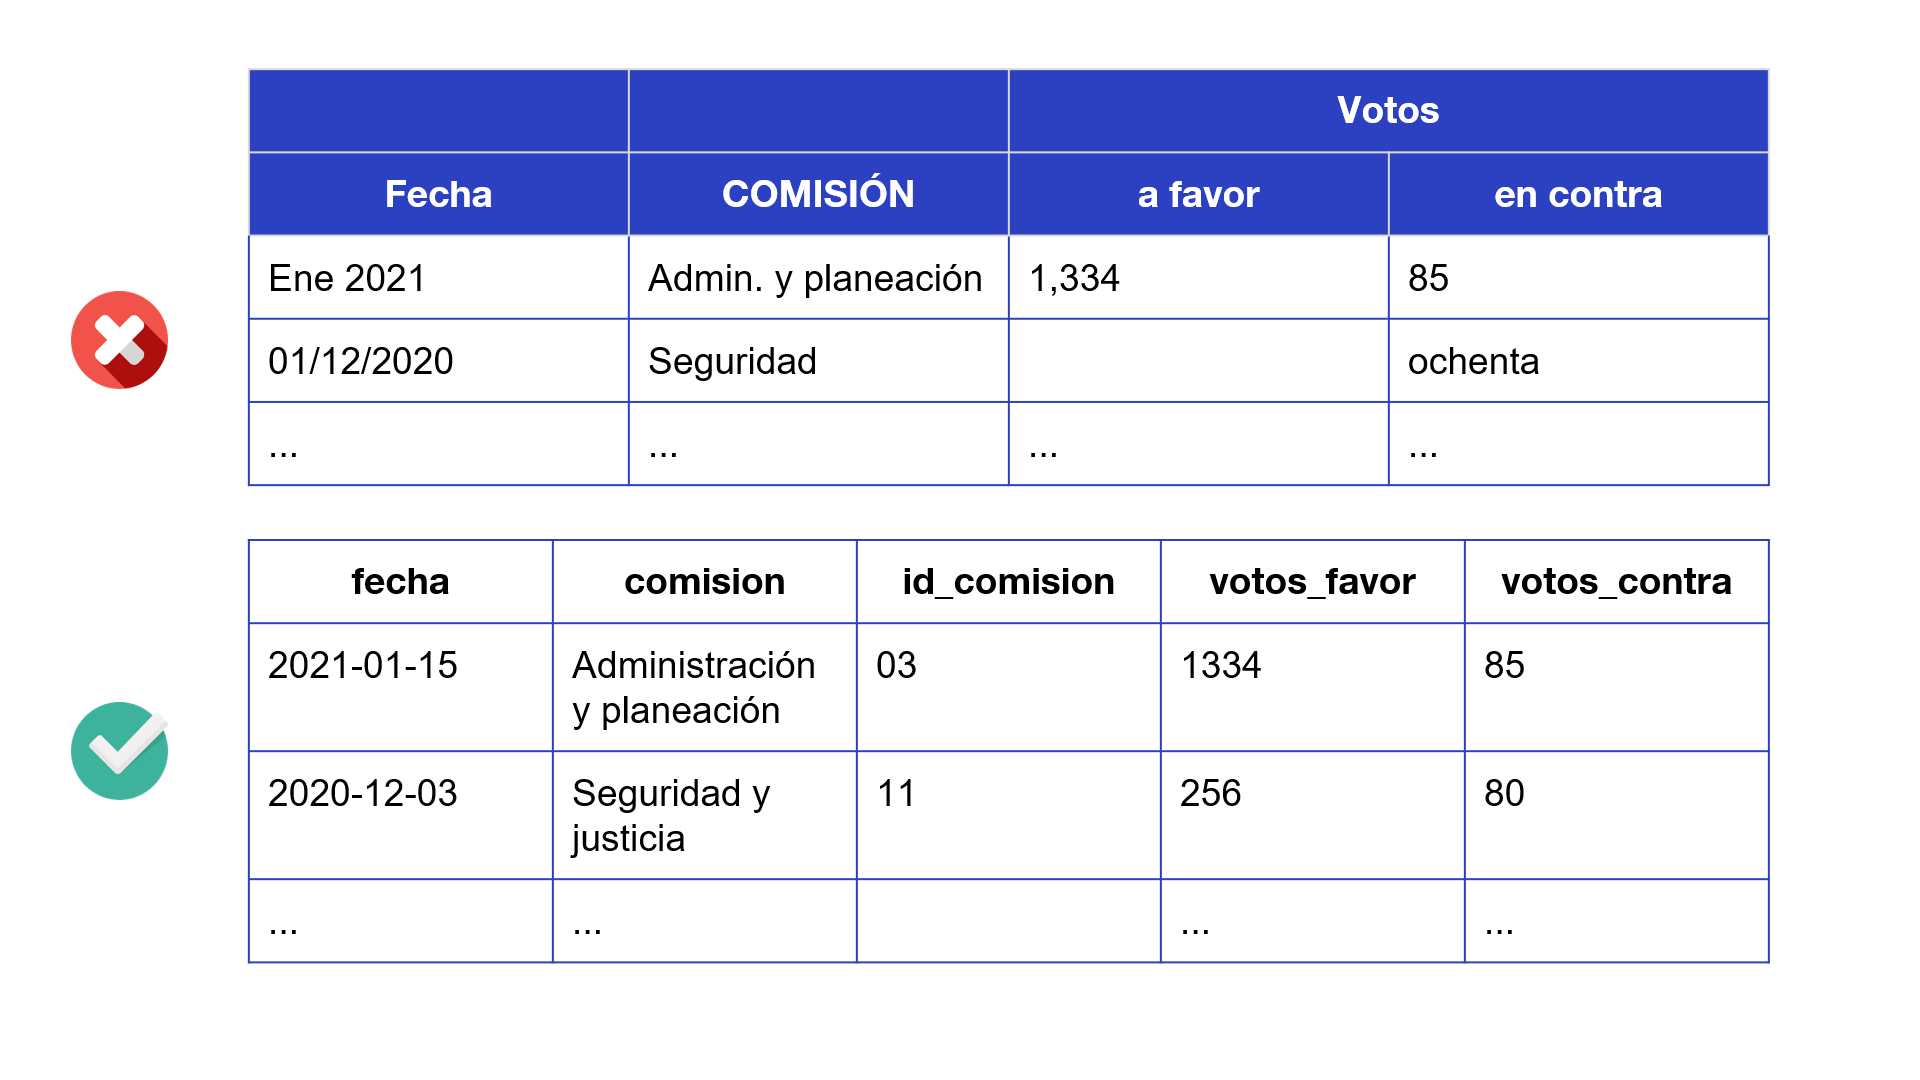 Votos
Fecha COMISIÓN a favor en contra
Ene 2021 Admin. y planeación 1,334 85
01/12/2020 Seguridad ochenta
... ... ... ...
fecha comision id_comision votos_favor votos_contra
2021-01-15 Administración 03 1334 85
y planeación
2020-12-03 Seguridad y 11 256 80
justicia
... ... ... ...